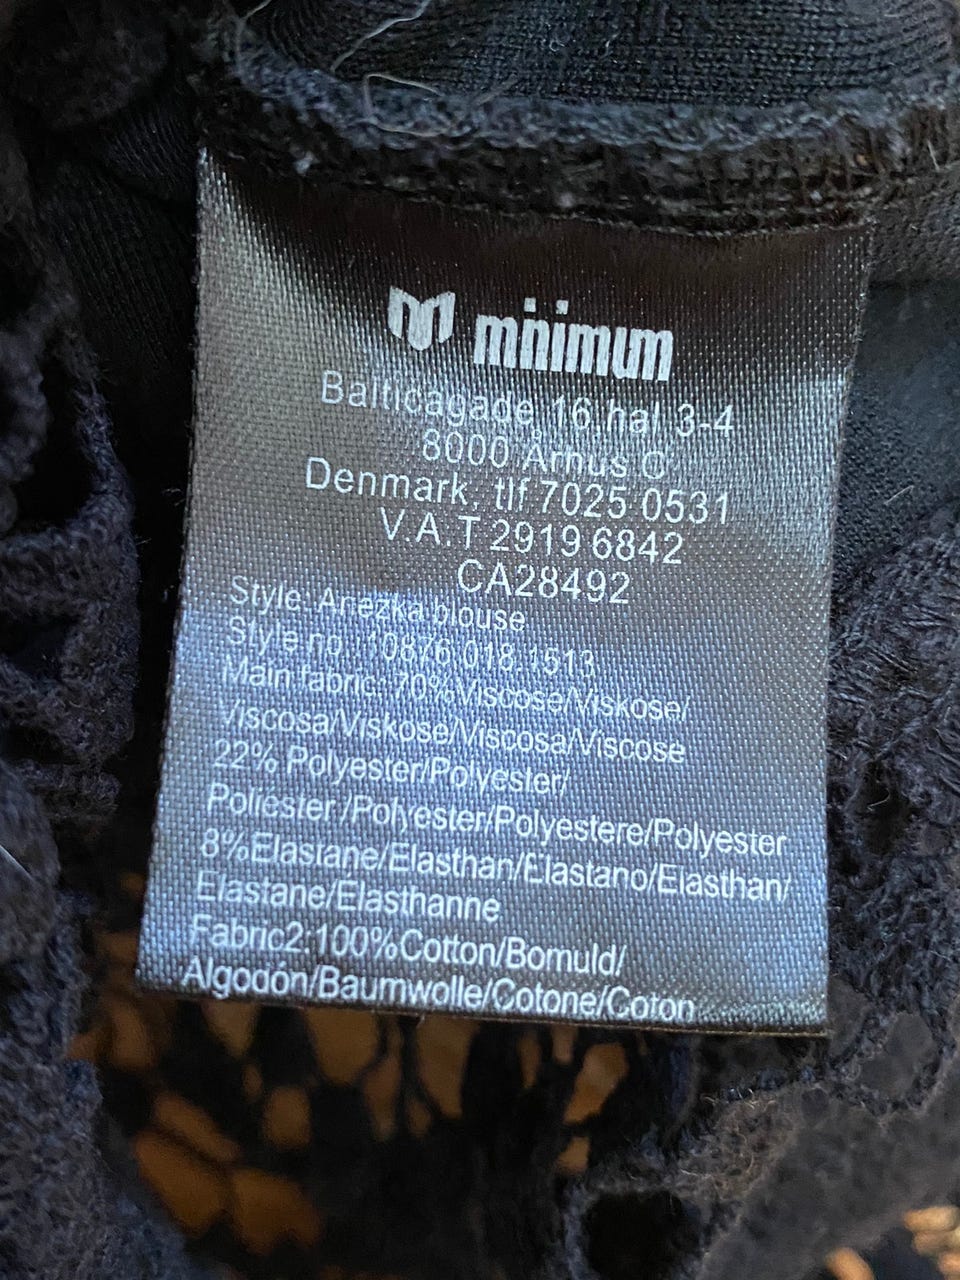 minimum
Balticagade 16 hal 3-4
8000 Århus C
Denmark. tlf 7025 0531
V.A.T 2919 6842
CA28492
Style: Anezka blouse
Style no.: 10876.018.1513
Main fabric: 70%Viscose/Viskose/
Viscosa/Viskose/Viscosa/Viscose
22% Polyester/Polyester/
Poliéster /Polyester/Polyestere/Polyester
8%Elastane/Elasthan/Elastano/Elasthan/
Elastane/Elasthanne
Fabric2:100%Cotton/Bomuld/
Algodón/Baumwolle/Cotone/Coton